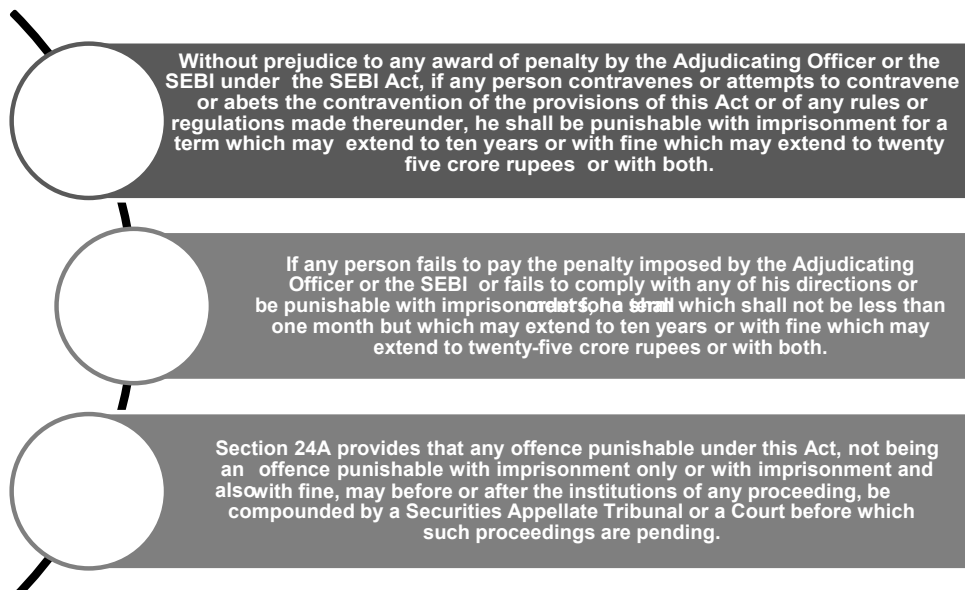 Without prejudice to any award of penalty by the Adjudicating Officer or the
SEBI under the SEBI Act, if any person contravenes or attempts to contravene
or abets the contravention of the provisions of this Act or of any rules or
regulations made thereunder, he shall be punishable with imprisonment for a
term which may extend to ten years or with fine which may extend to twenty
five crore rupees or with both.
If any person fails to pay the penalty imposed by the Adjudicating
Officer or the SEBI or fails to comply with any of his directions or
be punishable with which shall not be less than
one month but which may extend to ten years or with fine which may
extend to twenty-five crore rupees or with both.
Section 24A provides that any offence punishable under this Act, not being
an offence punishable with imprisonment only or with imprisonment and
also with fine, may before or after the institutions of any proceeding, be
compounded by a Securities Appellate Tribunal or a Court before which
such proceedings are pending.